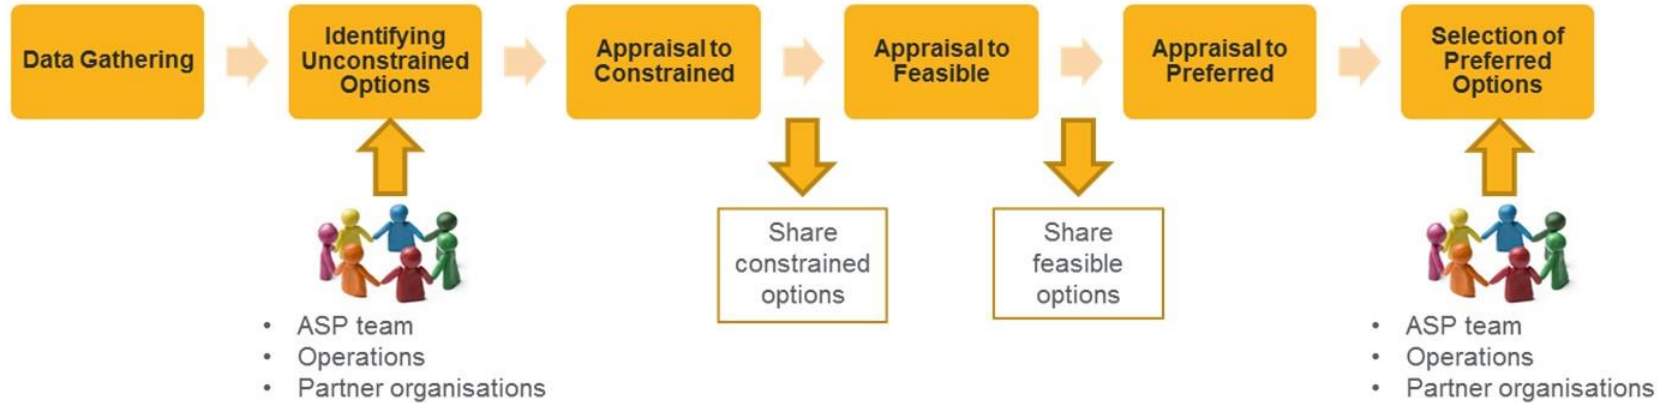 Data Gathering
Identifying
Unconstrained
Options
Appraisal to
Constrained
Appraisal to
Feasible
Appraisal to
Preferred
Selection of
Preferred
Options
Share
constrained
options
Share
feasible
options
• ASP team
• Operations
• Partner organisations
• ASP team
• Operations
• Partner organisations